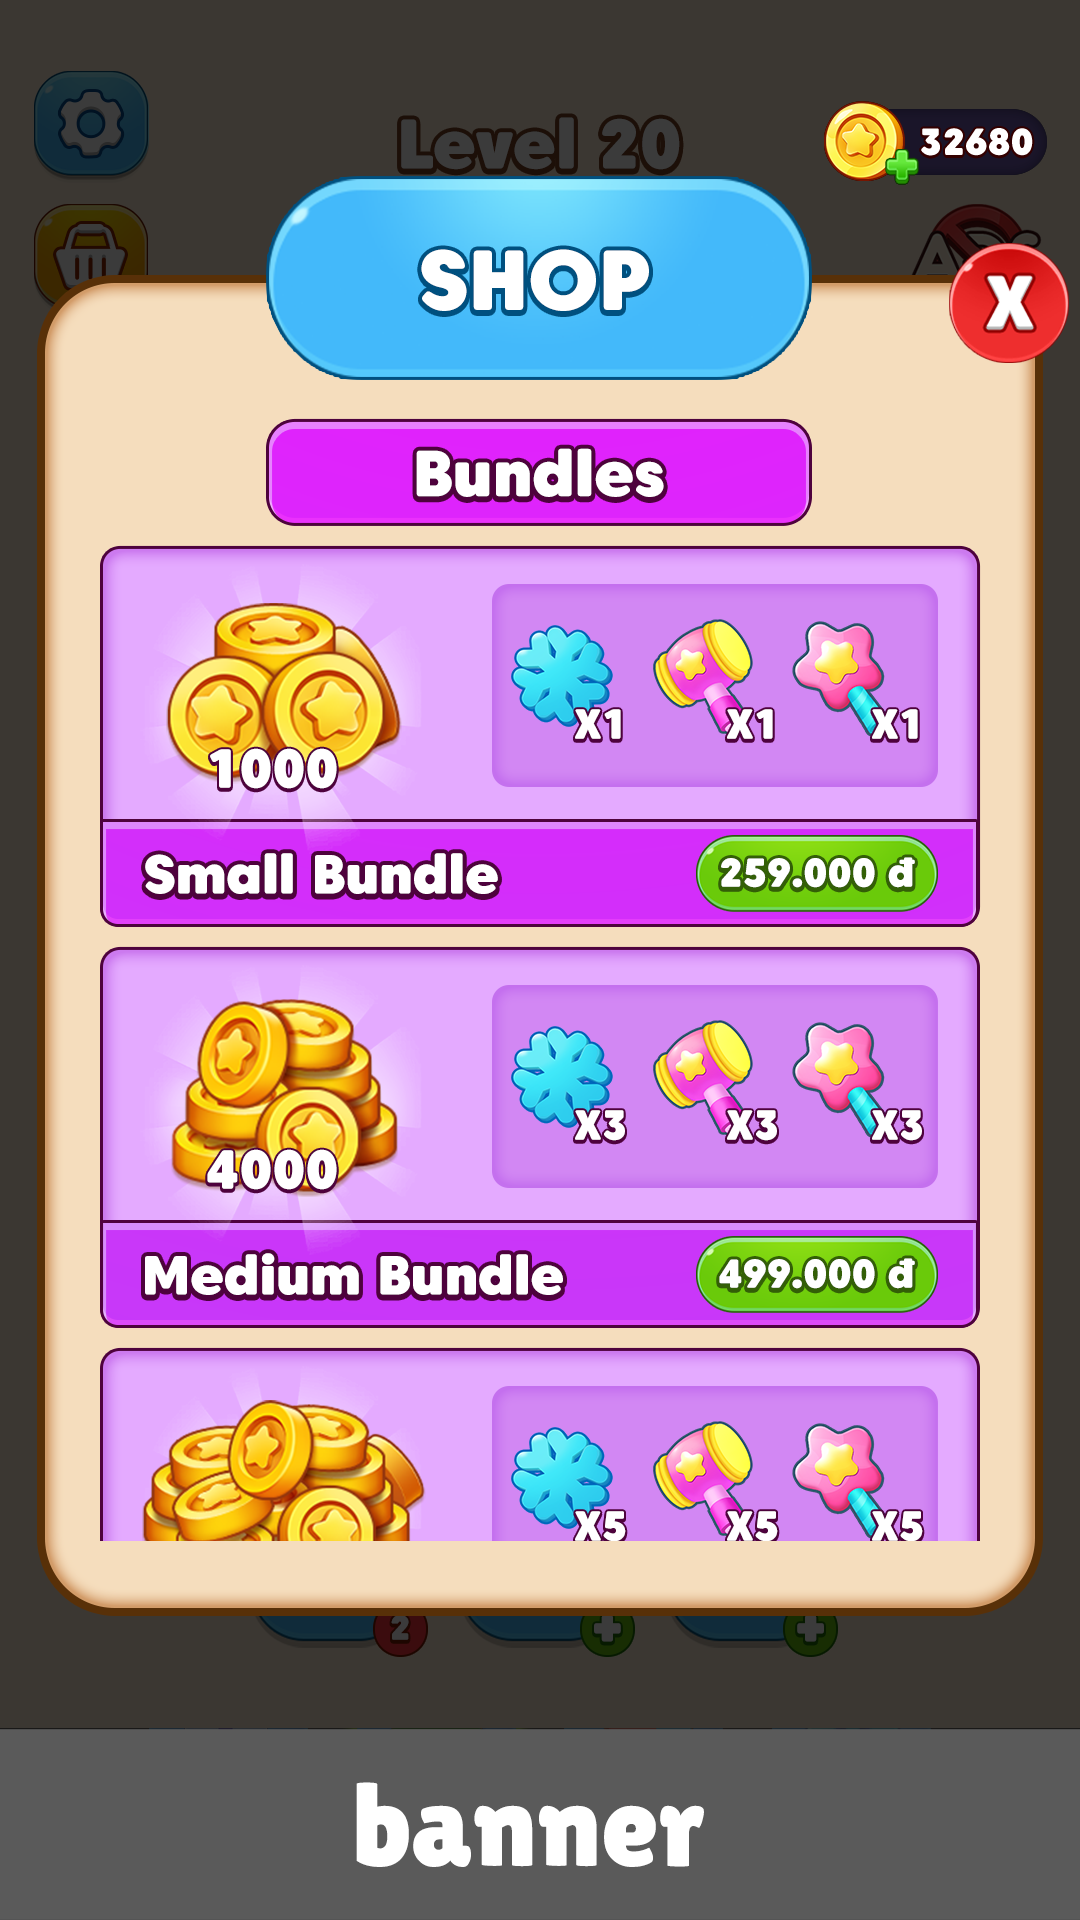 Level 20
32680
SHOP
X
Bundles
X1 X1 X1
1000
Small Bundle 259.000 đ
X3 X3 X3
4000
Medium Bundle 499.000 đ
X5 X5 X5
2
banner